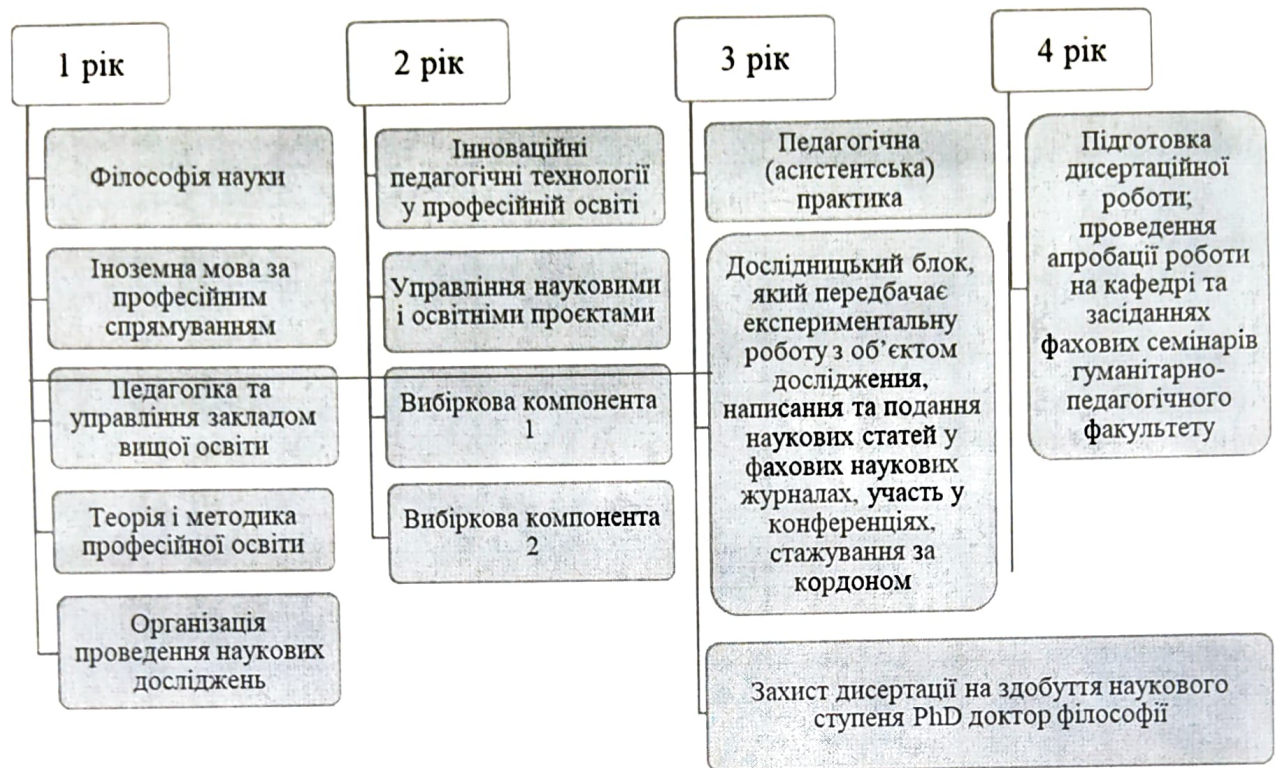 1 рік
Філософія науки
Іноземна мова за
професійним
спрямуванням
Педагогіка та
управління закладом
вищої освіти
Теорія і методика
професійної освіти
Організація
проведення наукових
досліджень
2 рік
Інноваційні
педагогічні технології
у професійній освіті
Управління науковими
і освітніми проєктами
Вибіркова компонента
1
Вибіркова компонента
2
3 рік
Педагогічна
(асистентська)
практика
Дослідницький блок,
який передбачає
експериментальну
роботу з об’єктом
дослідження,
написання та подання
наукових статей у
фахових наукових
журналах, участь у
конференціях,
стажування за
кордоном
Захист дисертації на здобуття наукового
ступеня PhD доктор філософії
4 рік
Підготовка
дисертаційної
роботи;
проведення
апробації роботи
на кафедрі та
засіданнях
фахових семінарів
гуманітарно-
педагогічного
факультету